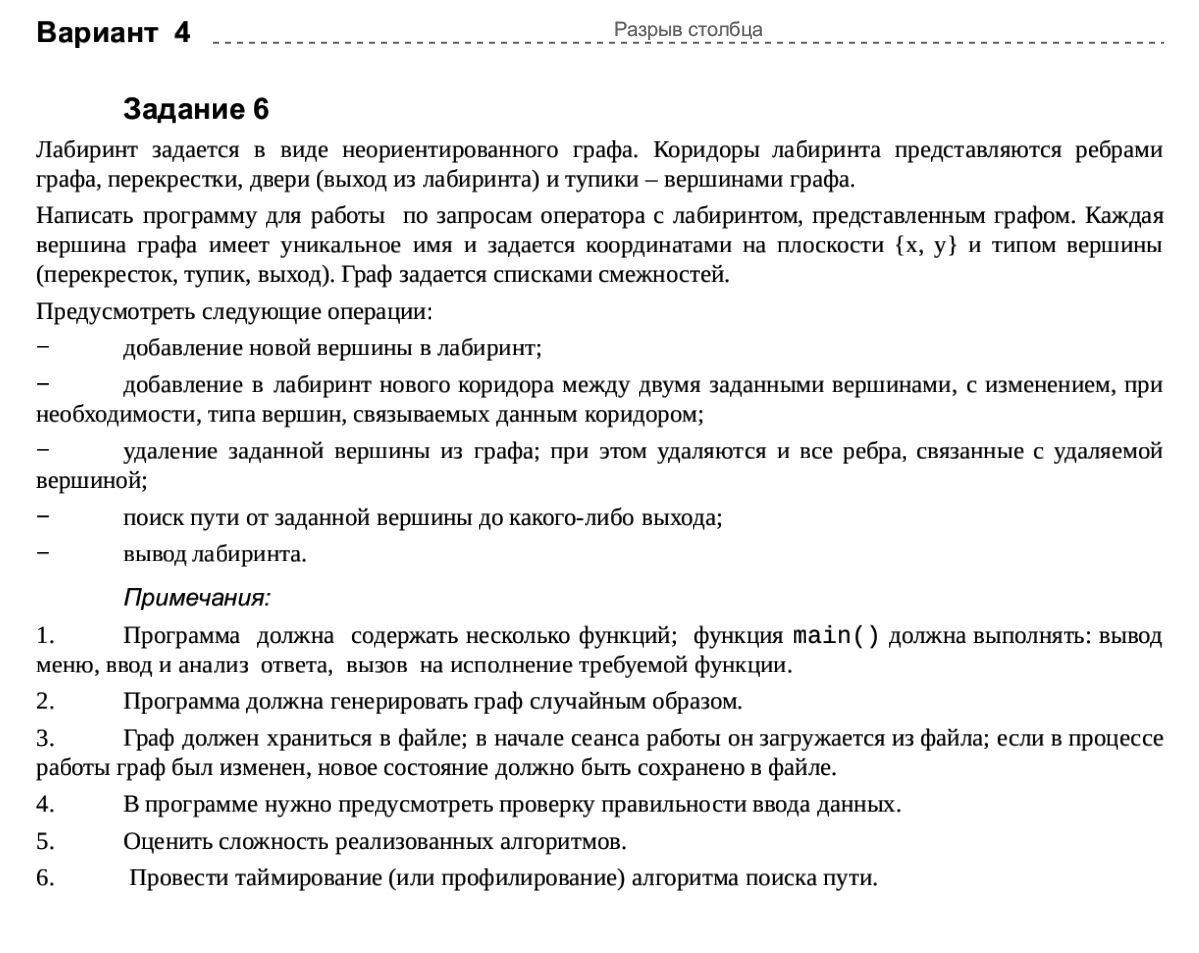 Вариант 4
Разрыв столбца
Задание 6
Лабиринт задается в виде неориентированного графа. Коридоры лабиринта представляются ребрами
графа, перекрестки, двери (выход из лабиринта) и тупики – вершинами графа.
Написать программу для работы по запросам оператора с лабиринтом, представленным графом. Каждая
вершина графа имеет уникальное имя и задается координатами на плоскости {x, y} и типом вершины
(перекресток, тупик, выход). Граф задается списками смежностей.
Предусмотреть следующие операции:
− добавление новой вершины в лабиринт;
− добавление в лабиринт нового коридора между двумя заданными вершинами, с изменением, при
необходимости, типа вершин, связываемых данным коридором;
− удаление заданной вершины из графа; при этом удаляются и все ребра, связанные с удаляемой
вершиной;
− поиск пути от заданной вершины до какого-либо выхода;
− вывод лабиринта.
Примечания:
1. Программа должна содержать несколько функций; функция main() должна выполнять: вывод
меню, ввод и анализ ответа, вызов на исполнение требуемой функции.
2. Программа должна генерировать граф случайным образом.
3. Граф должен храниться в файле; в начале сеанса работы он загружается из файла; если в процессе
работы граф был изменен, новое состояние должно быть сохранено в файле.
4. В программе нужно предусмотреть проверку правильности ввода данных.
5. Оценить сложность реализованных алгоритмов.
6. Провести таймирование (или профилирование) алгоритма поиска пути.